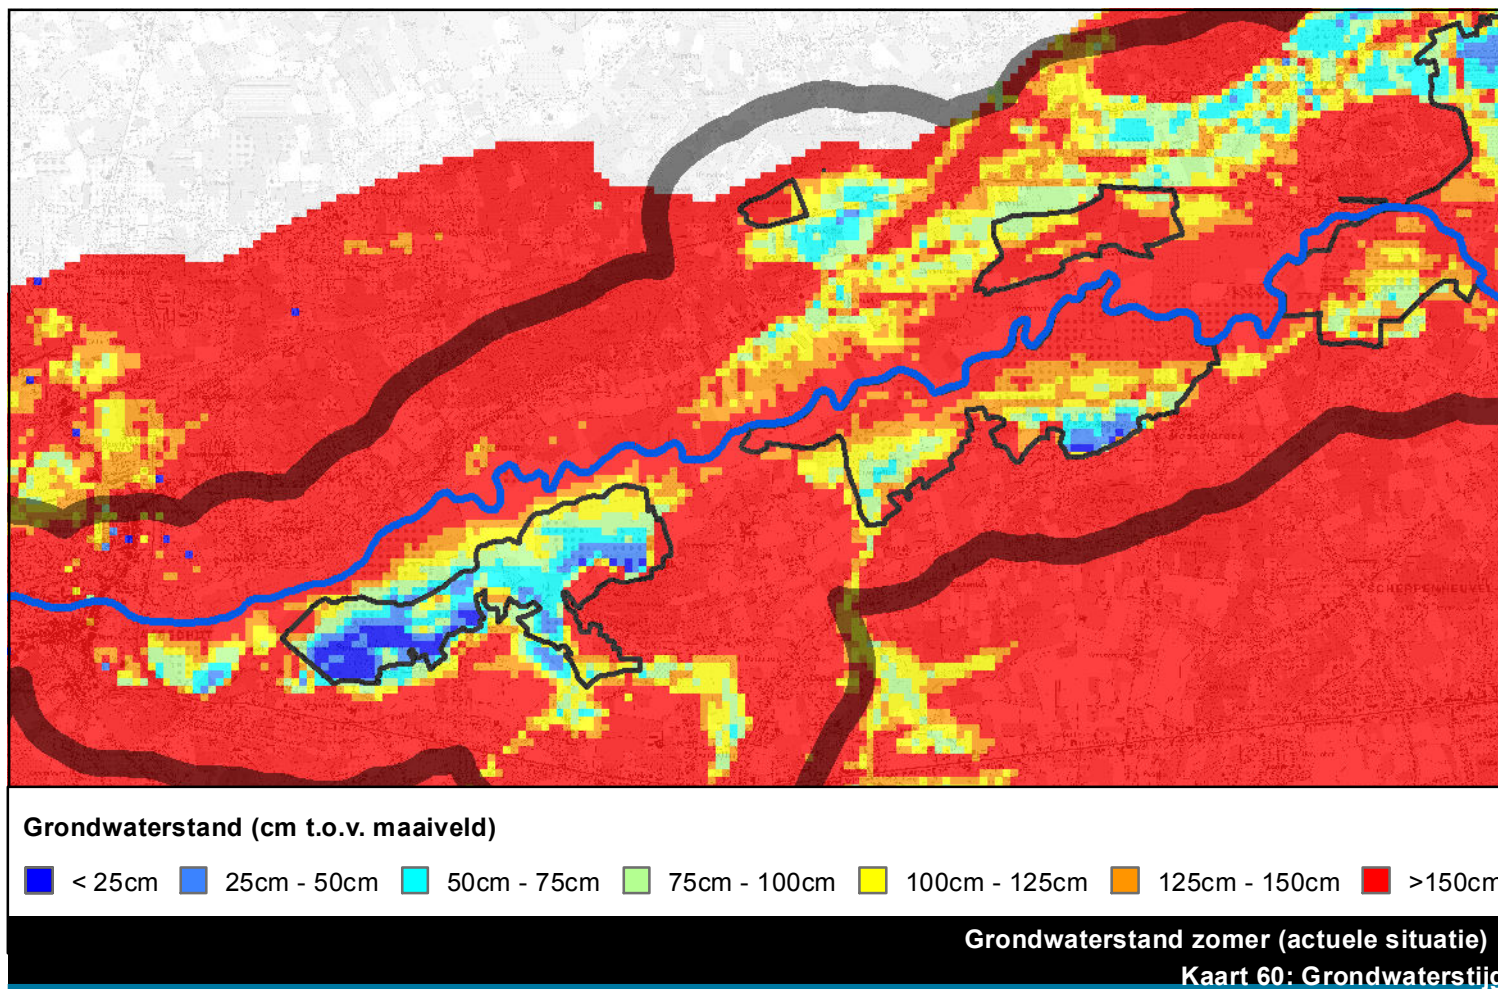 Grondwaterstand (cm t.o.v. maaiveld)
< 25cm 25cm - 50cm 50cm - 75cm 75cm - 100cm 100cm - 125cm 125cm - 150cm >150cm
Grondwaterstand zomer (actuele situatie)
Kaart 60: Grondwaterstijg